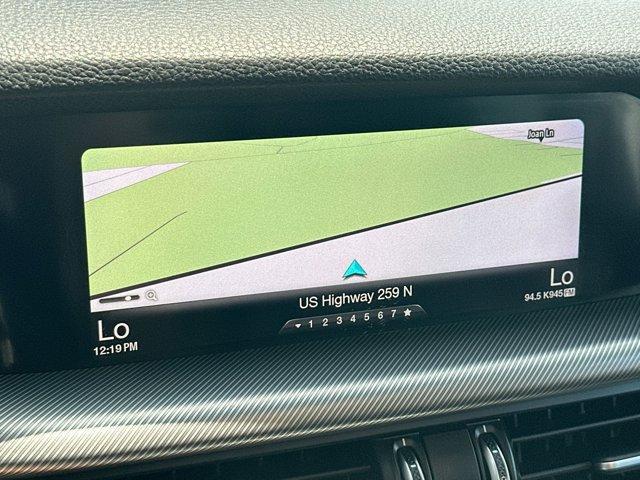 Joan Ln
US Highway 259 N
Lo
Lo
94.5 K945 FM
1 2 3 4 5 6 7
12:19 PM